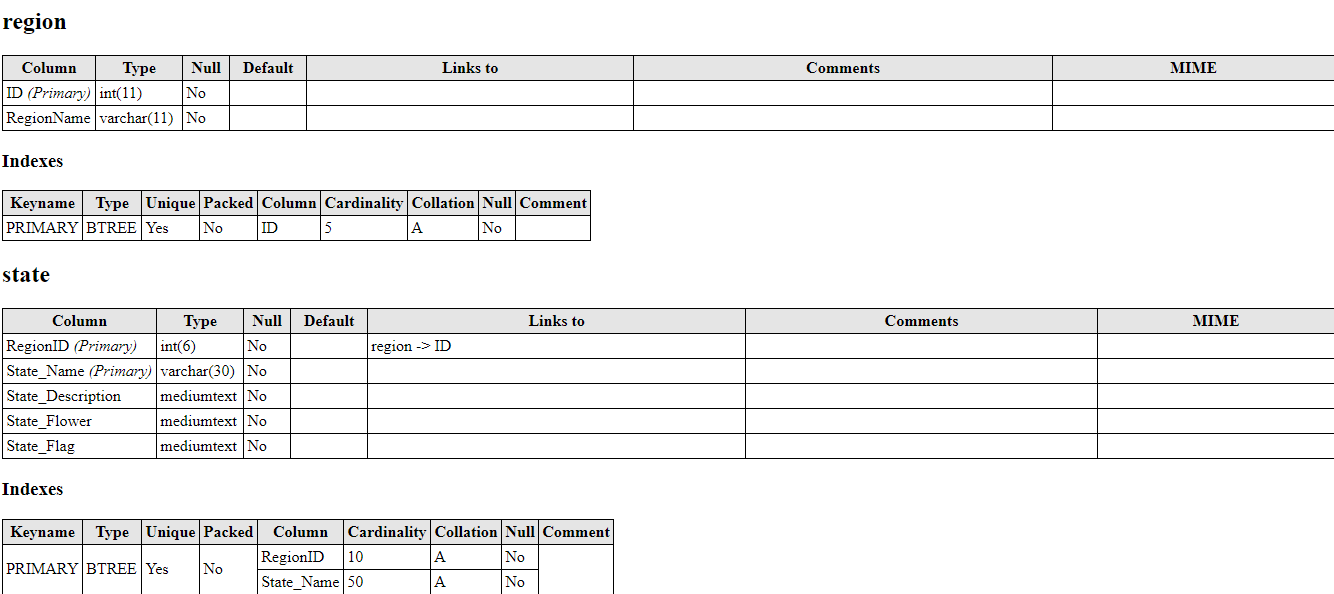 region
Column Type Null Default Links to Comments MIME
ID (Primary) int(11) No
RegionName varchar(11) No
Indexes
Keyname Type Unique Packed Column Cardinality Collation Null Comment
PRIMARY BTREE Yes No ID 5 A No
state
Column Type Null Default Links to Comments MIME
RegionID (Primary) int(6) No region -> ID
State_Name (Primary) varchar(30) No
State_Description mediumtext No
State_Flower mediumtext No
State_Flag mediumtext No
Indexes
Keyname Type Unique Packed Column Cardinality Collation Null Comment
PRIMARY BTREE Yes No RegionID 10 A No
State_Name 50 A No